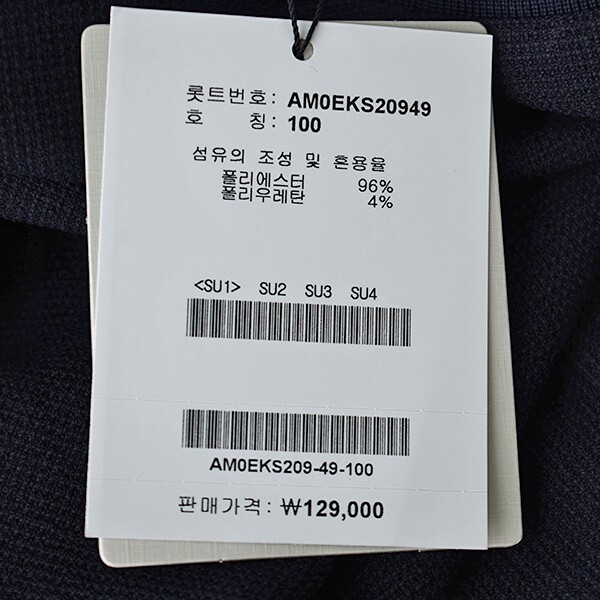 롯트번호: AM0EKS20949
호 칭: 100
섬유의 조성 및 혼용율
폴리에스터 96%
폴리우레탄 4%
<SU1> SU2 SU3 SU4
AM0EKS209-49-100
판매가격: ₩129,000